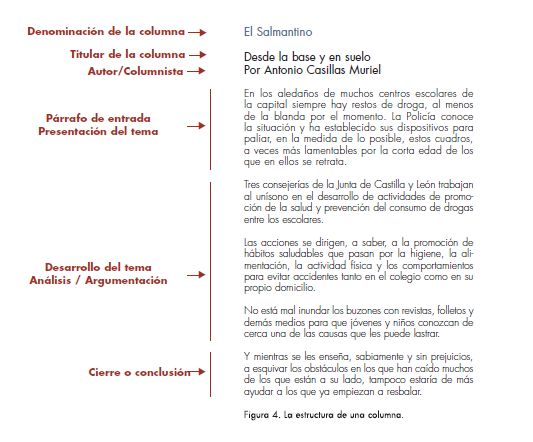 Denominación de la columna El Salmantino
Titular de la columna Desde la base y en suelo
Autor/Columnista Por Antonio Casillas Muriel
Párrafo de entrada
Presentación del tema
En los aledaños de muchos centros escolares de
la capital siempre hay restos de droga, al menos
de la blanda por el momento. La Policía conoce
la situación y ha establecido sus dispositivos para
paliar, en la medida de lo posible, estos cuadros,
a veces más lamentables por la corta edad de los
que en ellos se retrata.
Desarrollo del tema
Análisis / Argumentación
Tres consejerías de la Junta de Castilla y León trabajan
al unísono en el desarrollo de actividades de promo-
ción de la salud y prevención del consumo de drogas
entre los escolares.
Las acciones se dirigen, a saber, a la promoción de
hábitos saludables que pasan por la higiene, la ali-
mentación, la actividad física y los comportamientos
para evitar accidentes tanto en el colegio como en su
propio domicilio.
No está mal inundar los buzones con revistas, folletos y
demás medios para que jóvenes y niños conozcan de
cerca una de las causas que les puede lastrar.
Cierre o conclusión
Y mientras se les enseña, sabiamente y sin prejuicios,
a esquivar los obstáculos en los que han caído muchos
de los que están a su lado, tampoco estaría de más
ayudar a los que ya empiezan a resbalar.
Figura 4. La estructura de una columna.